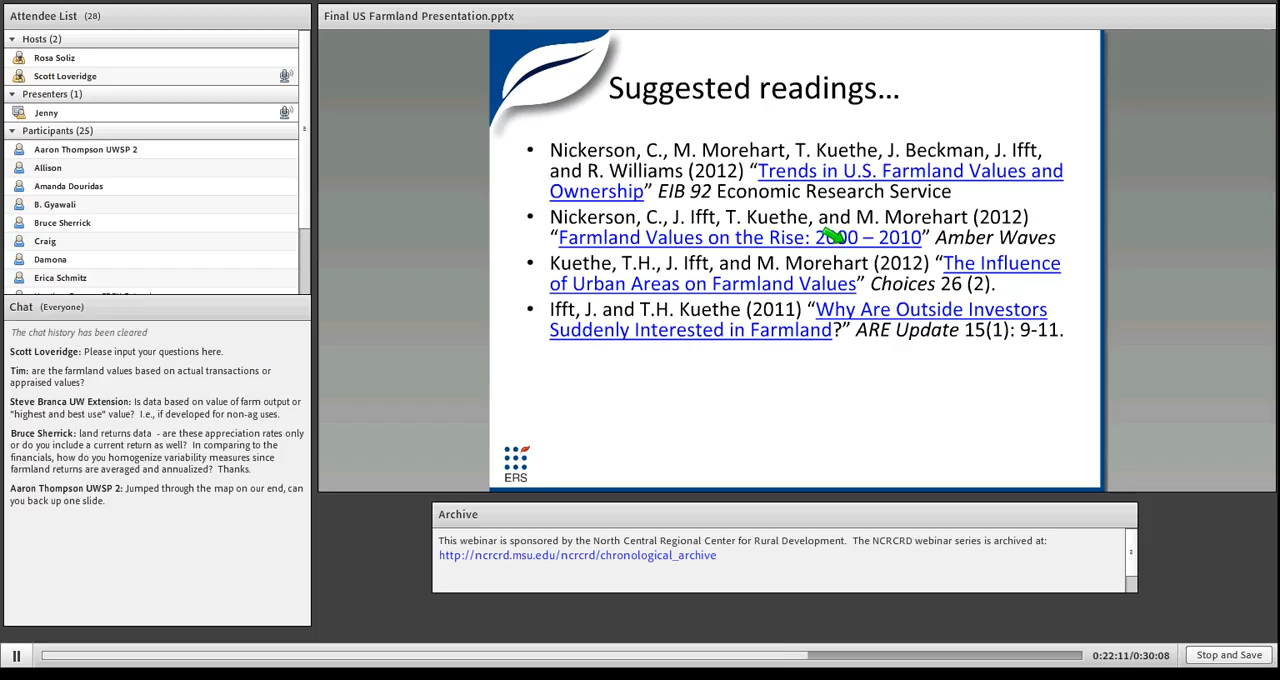 Attendee List (28)
Hosts (2)
Rosa Soliz
Scott Loveridge
Presenters (1)
Jenny
Participants (25)
Aaron Thompson UWSP 2
Allison
Amanda Douridas
B. Gyawali
Bruce Sherrick
Craig
Damona
Erica Schmitz
Chat (Everyone)
The chat history has been cleared
Scott Loveridge: Please input your questions here.
Tim: are the farmland values based on actual transactions or
appraised values?
Steve Branca UW Extension: Is data based on value of farm output or
"highest and best use" value? I.e., if developed for non-ag uses.
Bruce Sherrick: land returns data - are these appreciation rates only
or do you include a current return as well? In comparing to the
financials, how do you homogenize variability measures since
farmland returns are averaged and annualized? Thanks.
Aaron Thompson UWSP 2: Jumped through the map on our end, can
you back up one slide.
Final US Farmland Presentation.pptx
Suggested readings...
• Nickerson, C., M. Morehart, T. Kuethe, J. Beckman, J. Ifft,
and R. Williams (2012) “Trends in U.S. Farmland Values and
Ownership” EIB 92 Economic Research Service
• Nickerson, C., J. Ifft, T. Kuethe, and M. Morehart (2012)
“Farmland Values on the Rise: 2000 – 2010” Amber Waves
• Kuethe, T.H., J. Ifft, and M. Morehart (2012) “The Influence
of Urban Areas on Farmland Values” Choices 26 (2).
• Ifft, J. and T.H. Kuethe (2011) “Why Are Outside Investors
Suddenly Interested in Farmland?” ARE Update 15(1): 9-11.
ERS
Archive
This webinar is sponsored by the North Central Regional Center for Rural Development. The NCRCRD webinar series is archived at:
http://ncrcrd.msu.edu/ncrcrd/chronological_archive
0:22:11/0:30:08
Stop and Save